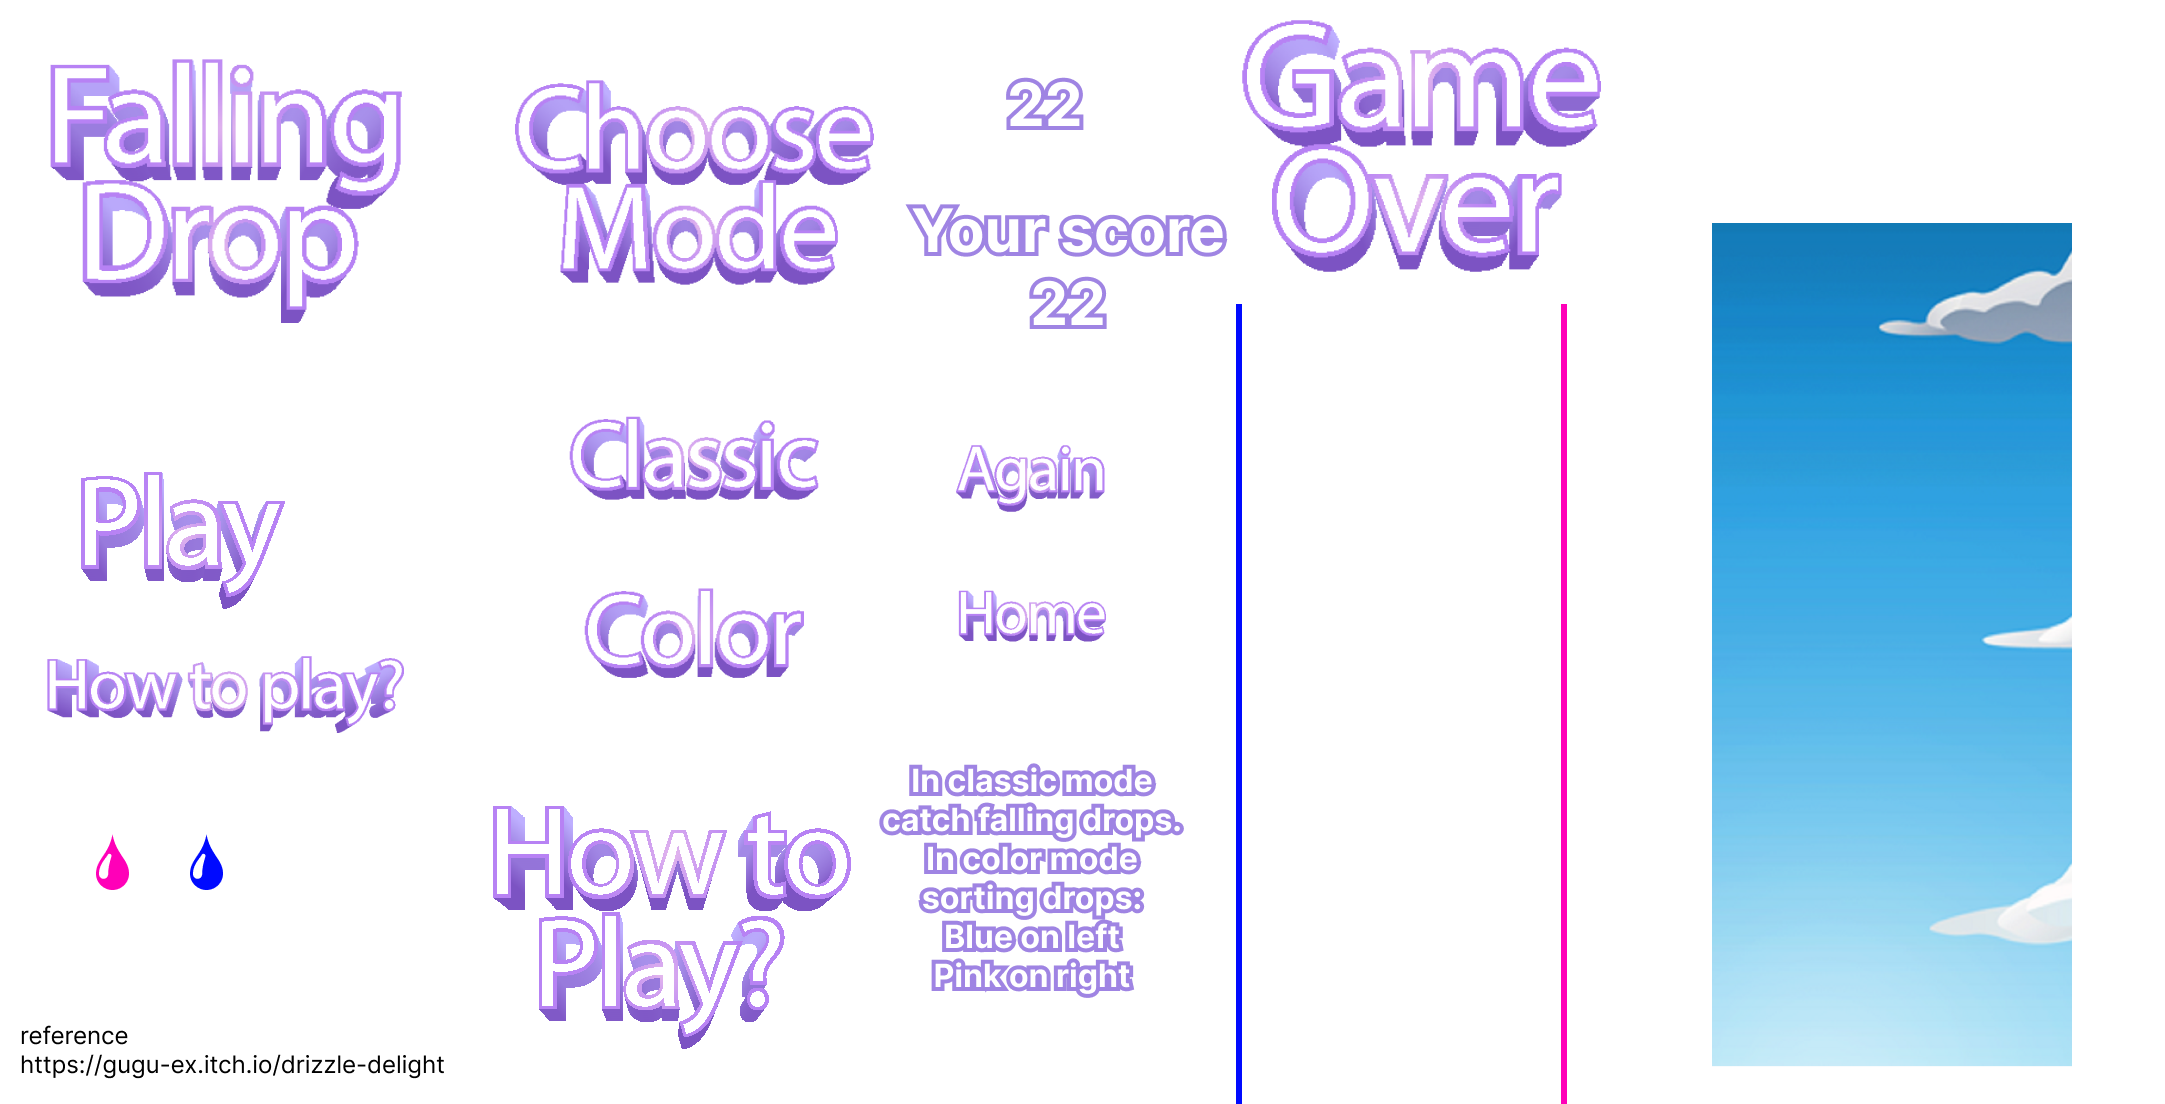 Falling
Drop
Play
How to play?
reference
https://gugu-ex.itch.io/drizzle-delight
Choose
Mode
Classic
Color
How to
Play?
22
Your score
22
Again
Home
In classic mode
catch falling drops.
In color mode
sorting drops:
Blue on left
Pink on right
Game
Over